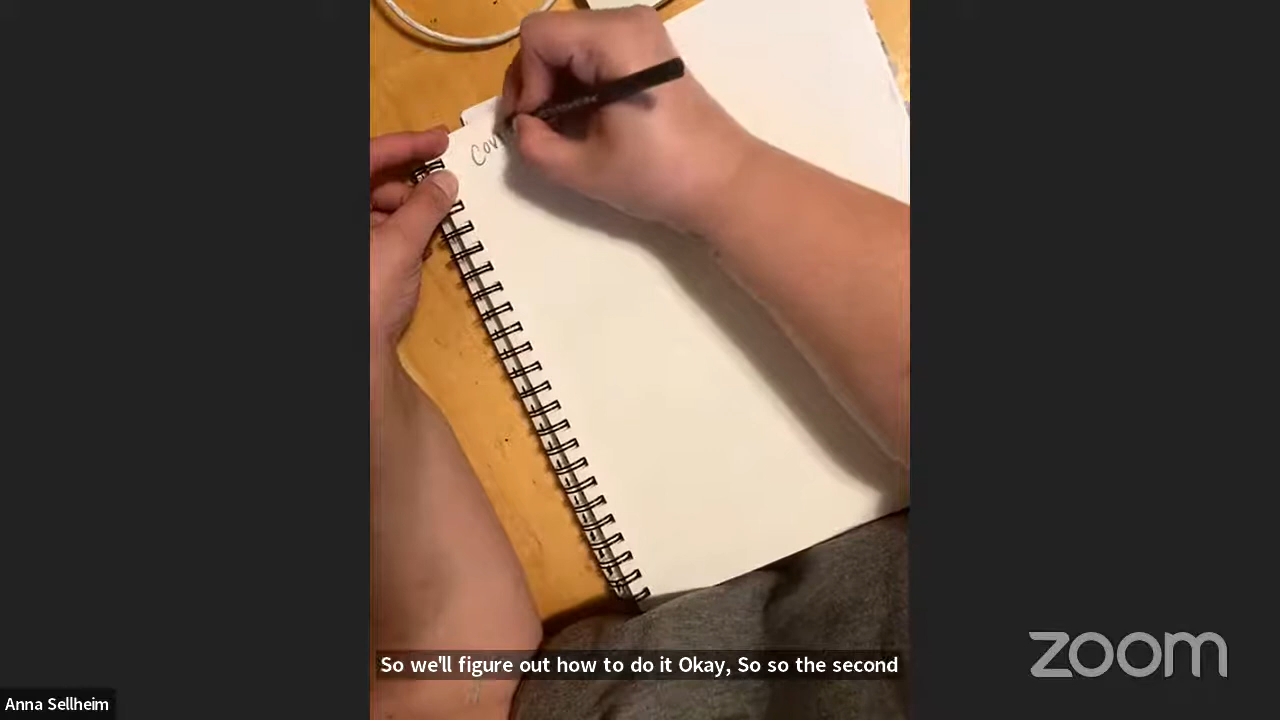 So we'll figure out how to do it Okay, So so the second
zoom
Anna Sellheim